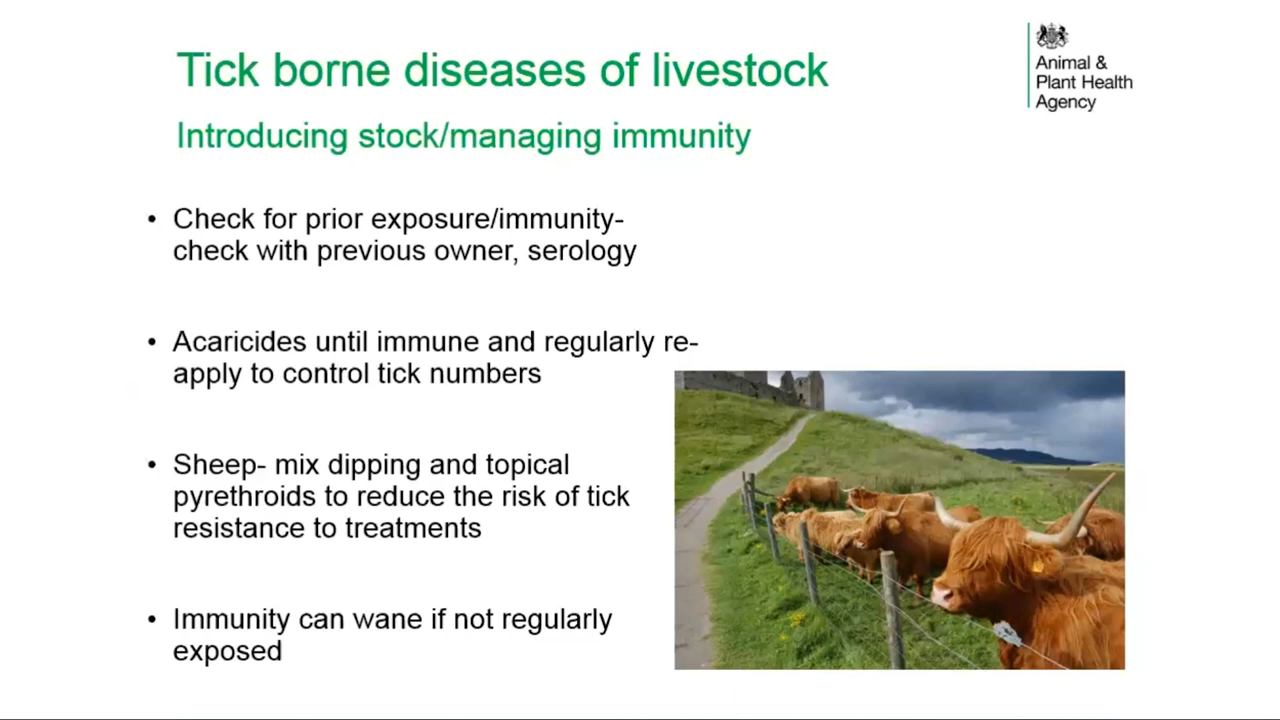 Tick borne diseases of livestock
Animal &
Plant Health
Agency
Introducing stock/managing immunity
• Check for prior exposure/immunity-
check with previous owner, serology
• Acaricides until immune and regularly re-
apply to control tick numbers
• Sheep- mix dipping and topical
pyrethroids to reduce the risk of tick
resistance to treatments
• Immunity can wane if not regularly
exposed